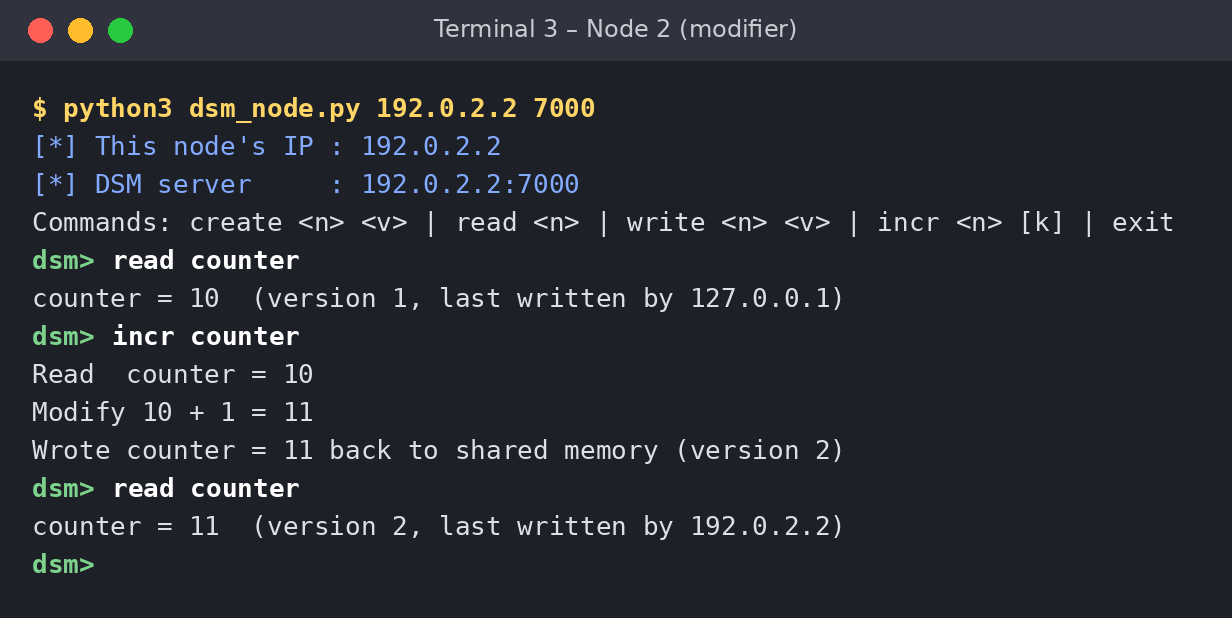 Terminal 3 – Node 2 (modifier)
$ python3 dsm_node.py 192.0.2.2 7000
[*] This node's IP : 192.0.2.2
[*] DSM server     : 192.0.2.2:7000
Commands: create <n> <v> | read <n> | write <n> <v> | incr <n> [k] | exit
dsm> read counter
counter = 10  (version 1, last written by 127.0.0.1)
dsm> incr counter
Read  counter = 10
Modify 10 + 1 = 11
Wrote counter = 11 back to shared memory (version 2)
dsm> read counter
counter = 11  (version 2, last written by 192.0.2.2)
dsm>